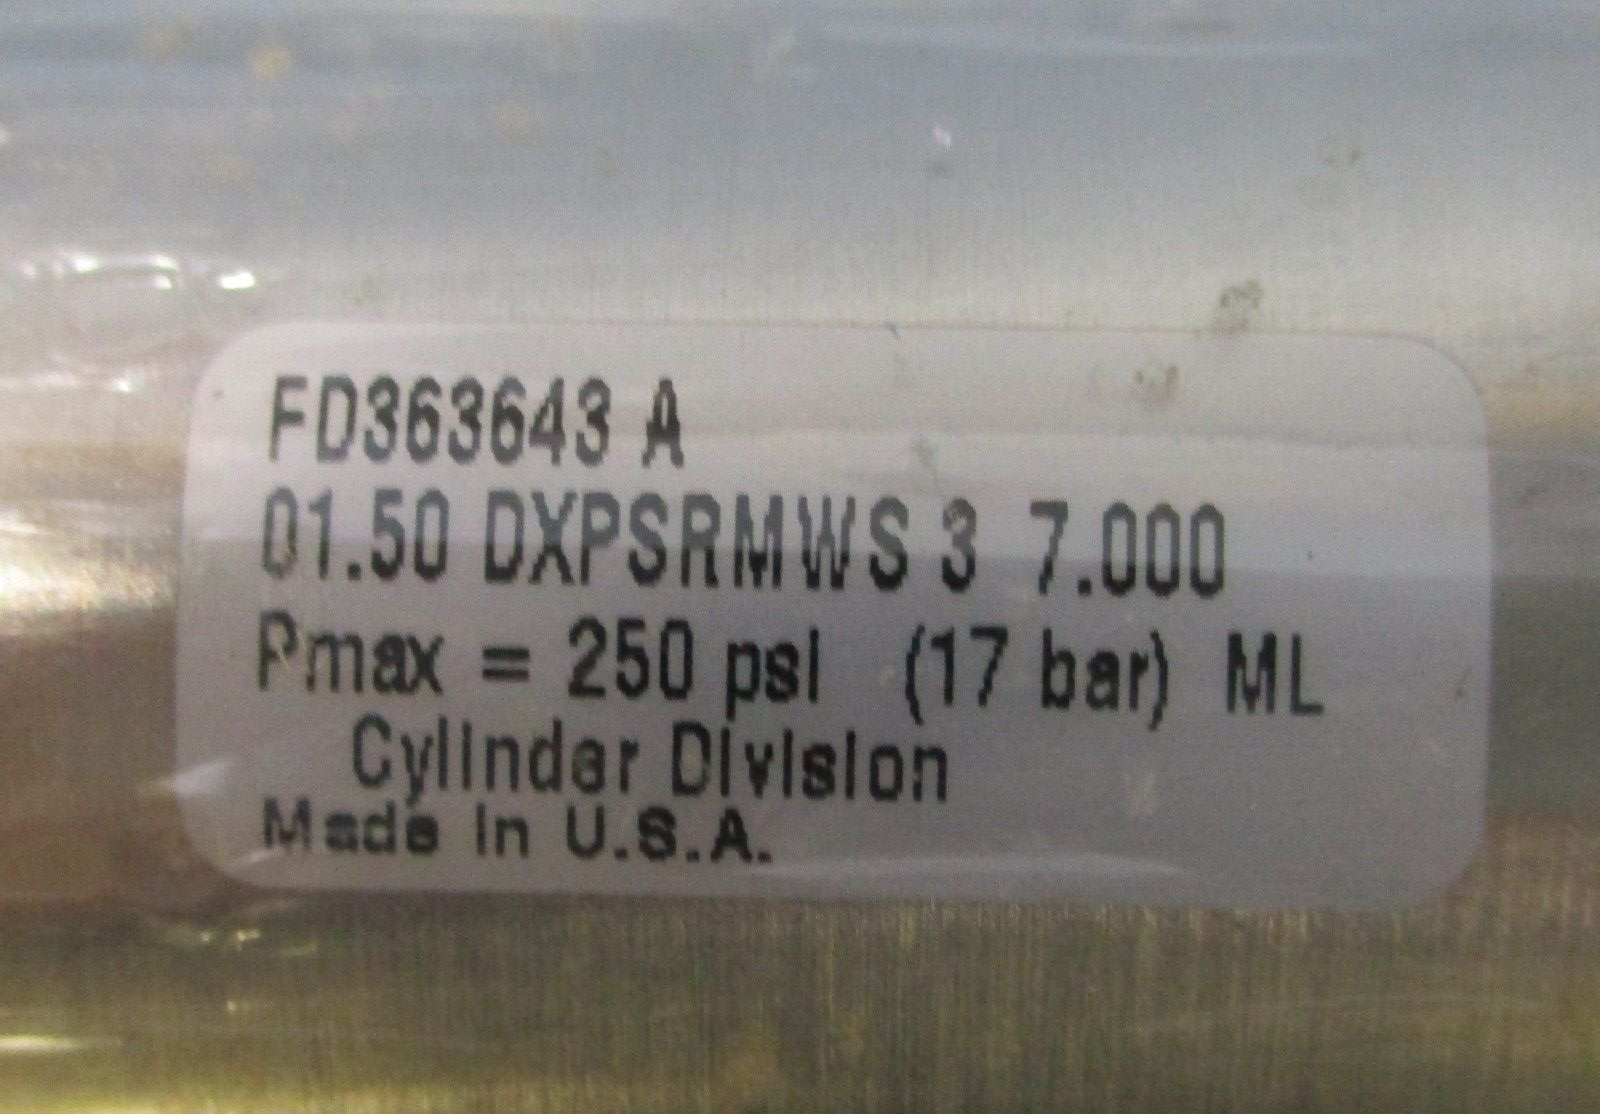 FD363643 A
01.50 DXPSRMWS 3 7.000
Pmax = 250 psi (17 bar) ML
Cylinder Division
Made in U.S.A.